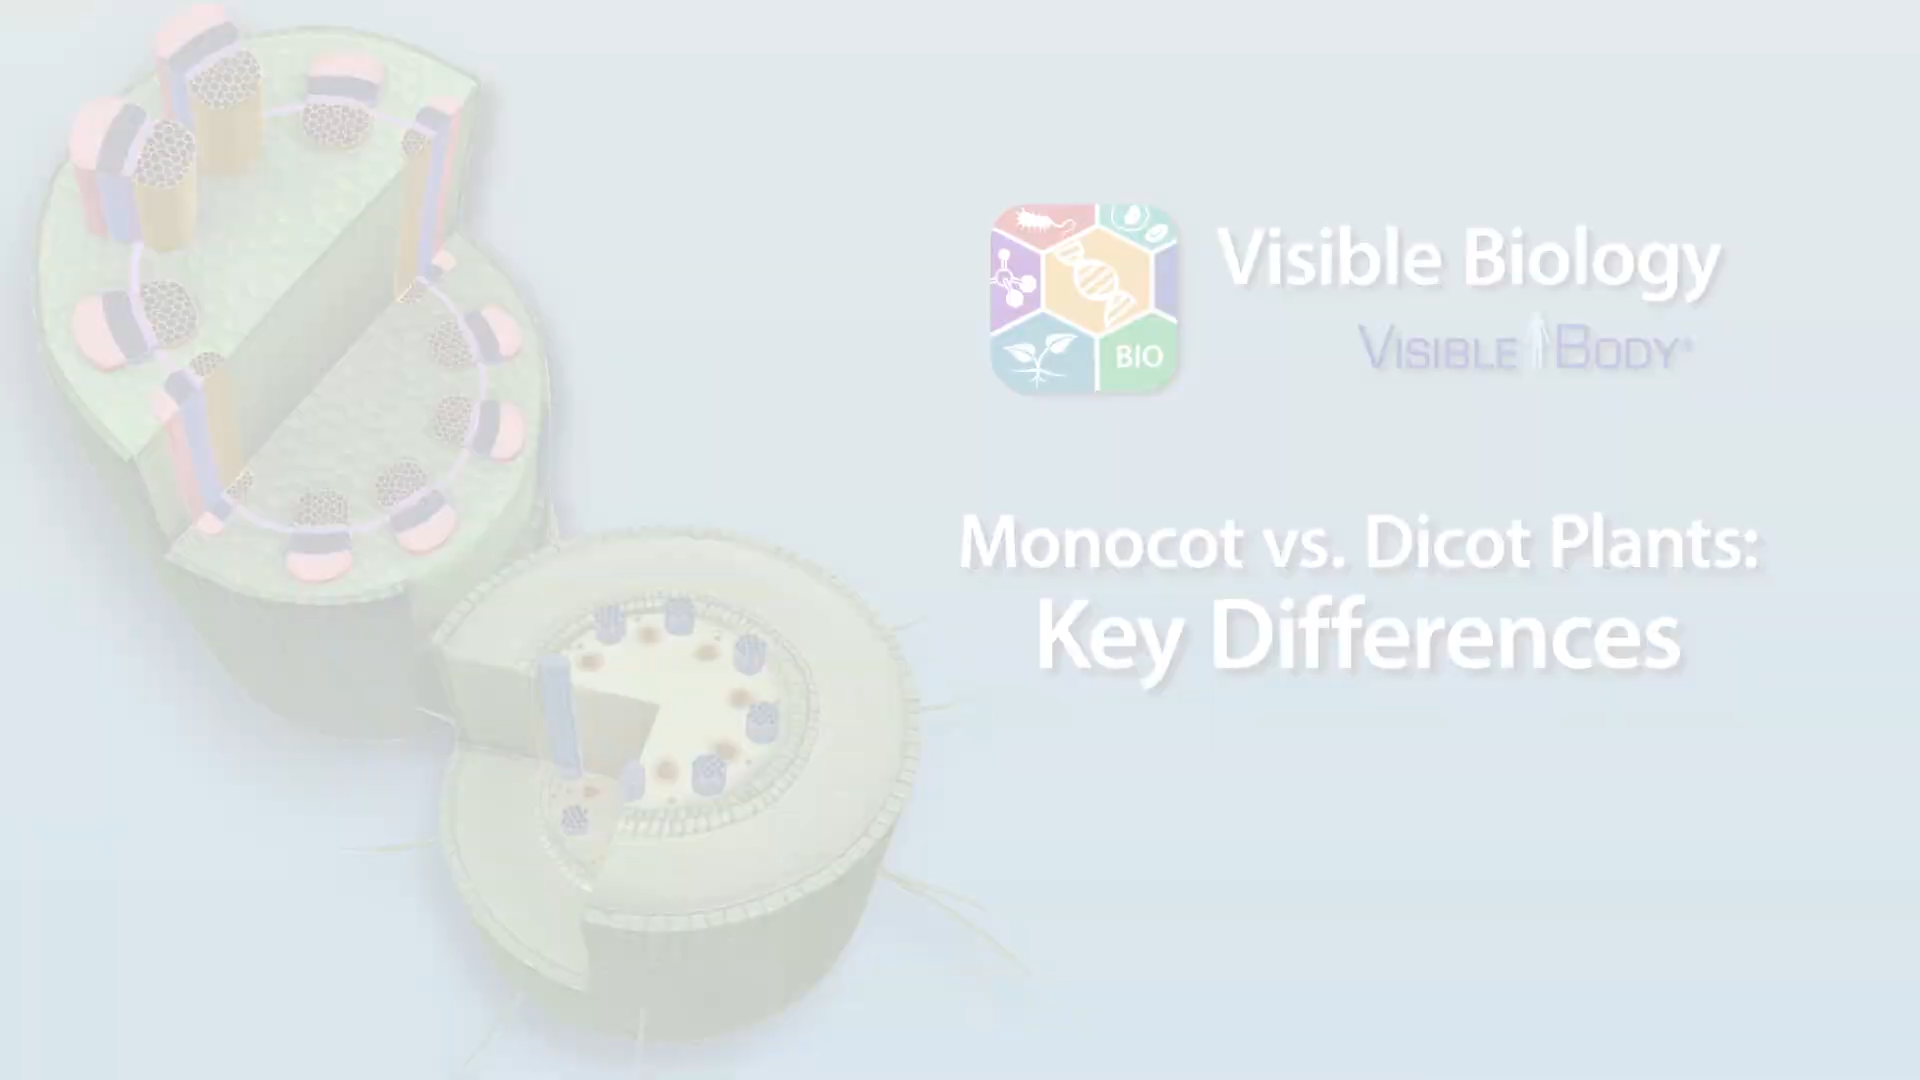 Visible Biology
VISIBLE BODY®
BIO
Monocot vs. Dicot Plants:
Key Differences